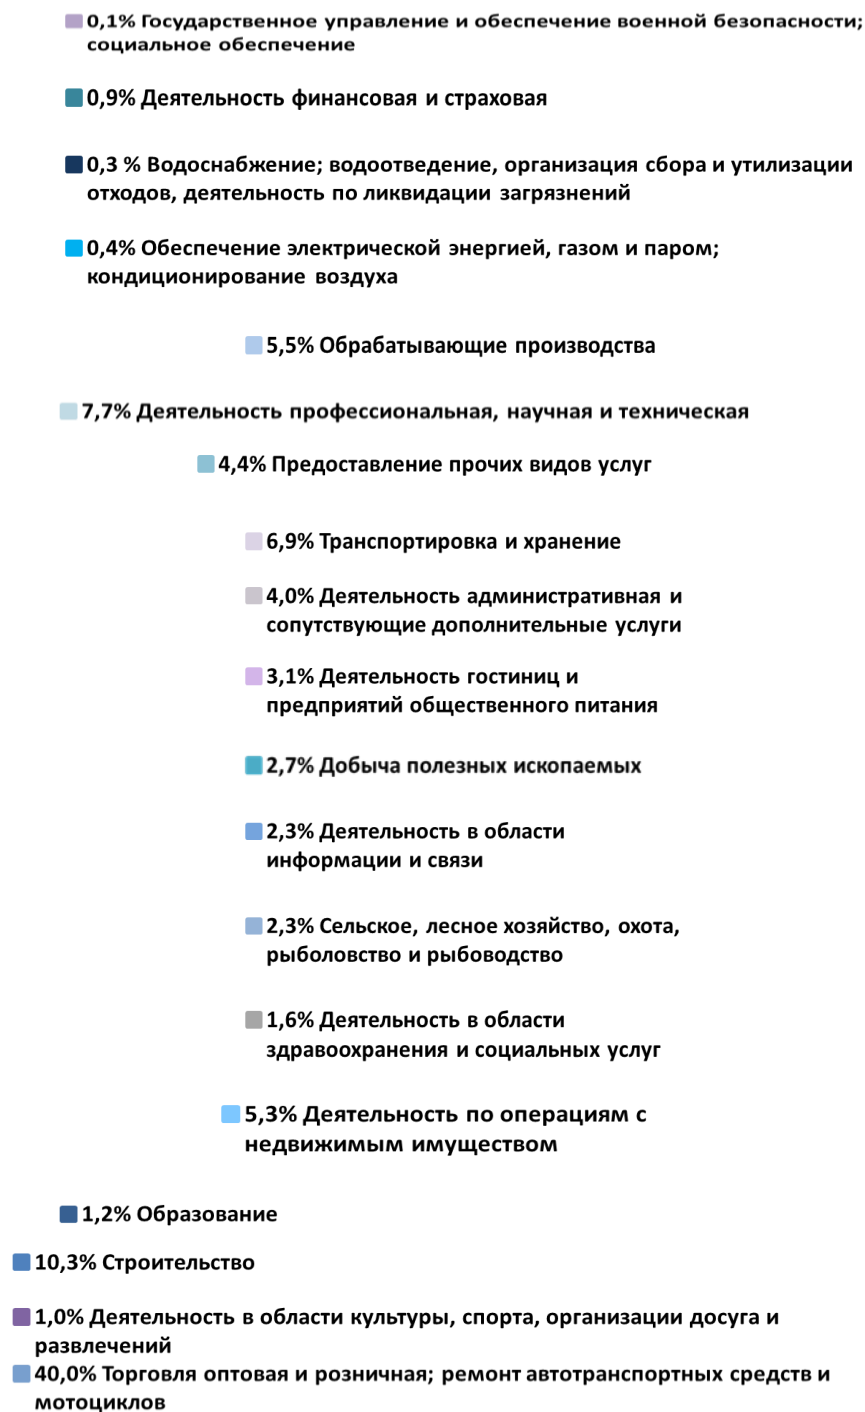 0,1% Государственное управление и обеспечение военной безопасности;
социальное обеспечение
0,9% Деятельность финансовая и страховая
0,3 % Водоснабжение; водоотведение, организация сбора и утилизации
отходов, деятельность по ликвидации загрязнений
0,4% Обеспечение электрической энергией, газом и паром;
кондиционирование воздуха
5,5% Обрабатывающие производства
7,7% Деятельность профессиональная, научная и техническая
4,4% Предоставление прочих видов услуг
6,9% Транспортировка и хранение
4,0% Деятельность административная и
сопутствующие дополнительные услуги
3,1% Деятельность гостиниц и
предприятий общественного питания
2,7% Добыча полезных ископаемых
2,3% Деятельность в области
информации и связи
2,3% Сельское, лесное хозяйство, охота,
рыболовство и рыбоводство
1,6% Деятельность в области
здравоохранения и социальных услуг
5,3% Деятельность по операциям с
недвижимым имуществом
1,2% Образование
10,3% Строительство
1,0% Деятельность в области культуры, спорта, организации досуга и
развлечений
40,0% Торговля оптовая и розничная; ремонт автотранспортных средств и
мотоциклов